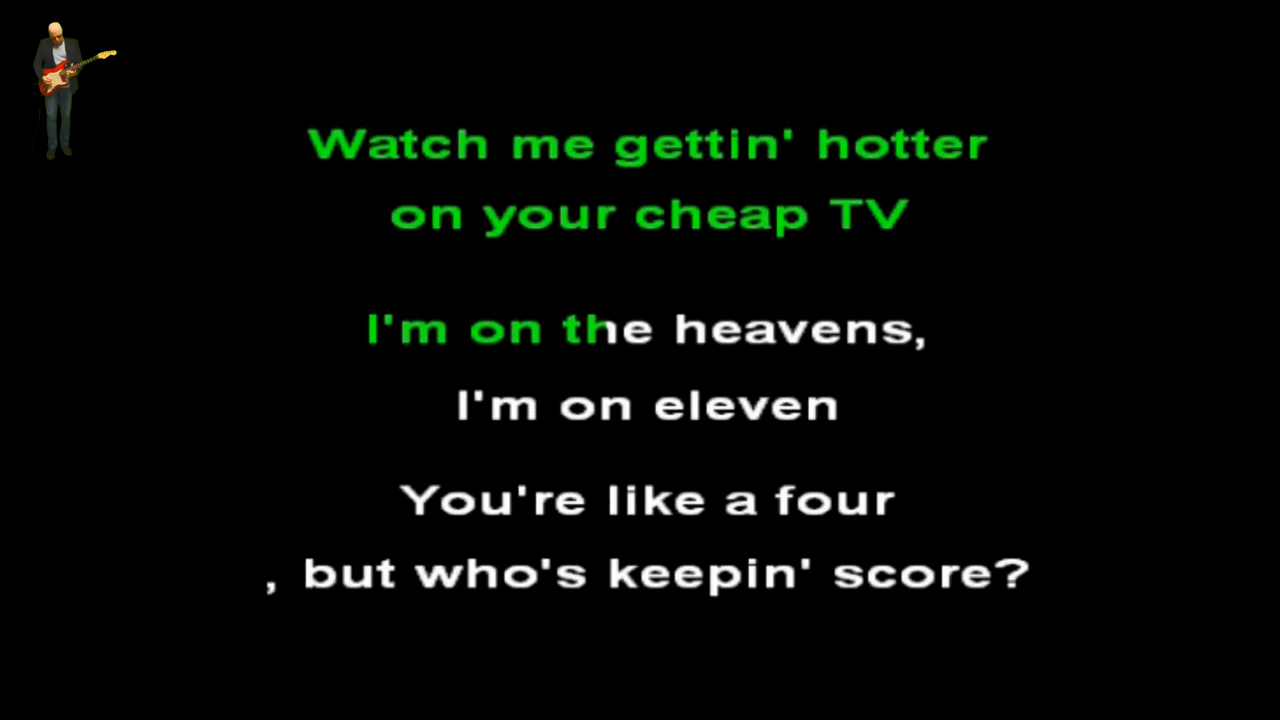 Watch me gettin' hotter
on your cheap TV
I'm on the heavens,
I'm on eleven
You're like a four
, but who's keepin' score?